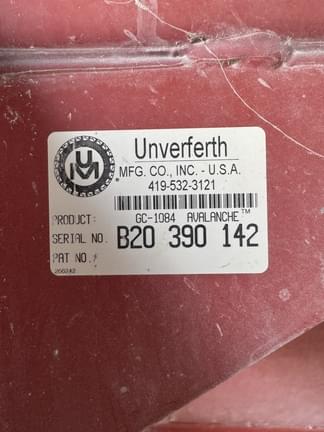 UM
Unverferth
MFG. CO., INC. - U.S.A.
419-532-3121
PRODUCT: GC-1084 AVALANCHE™
SERIAL NO. B20 390 142
PAT NO.
200242